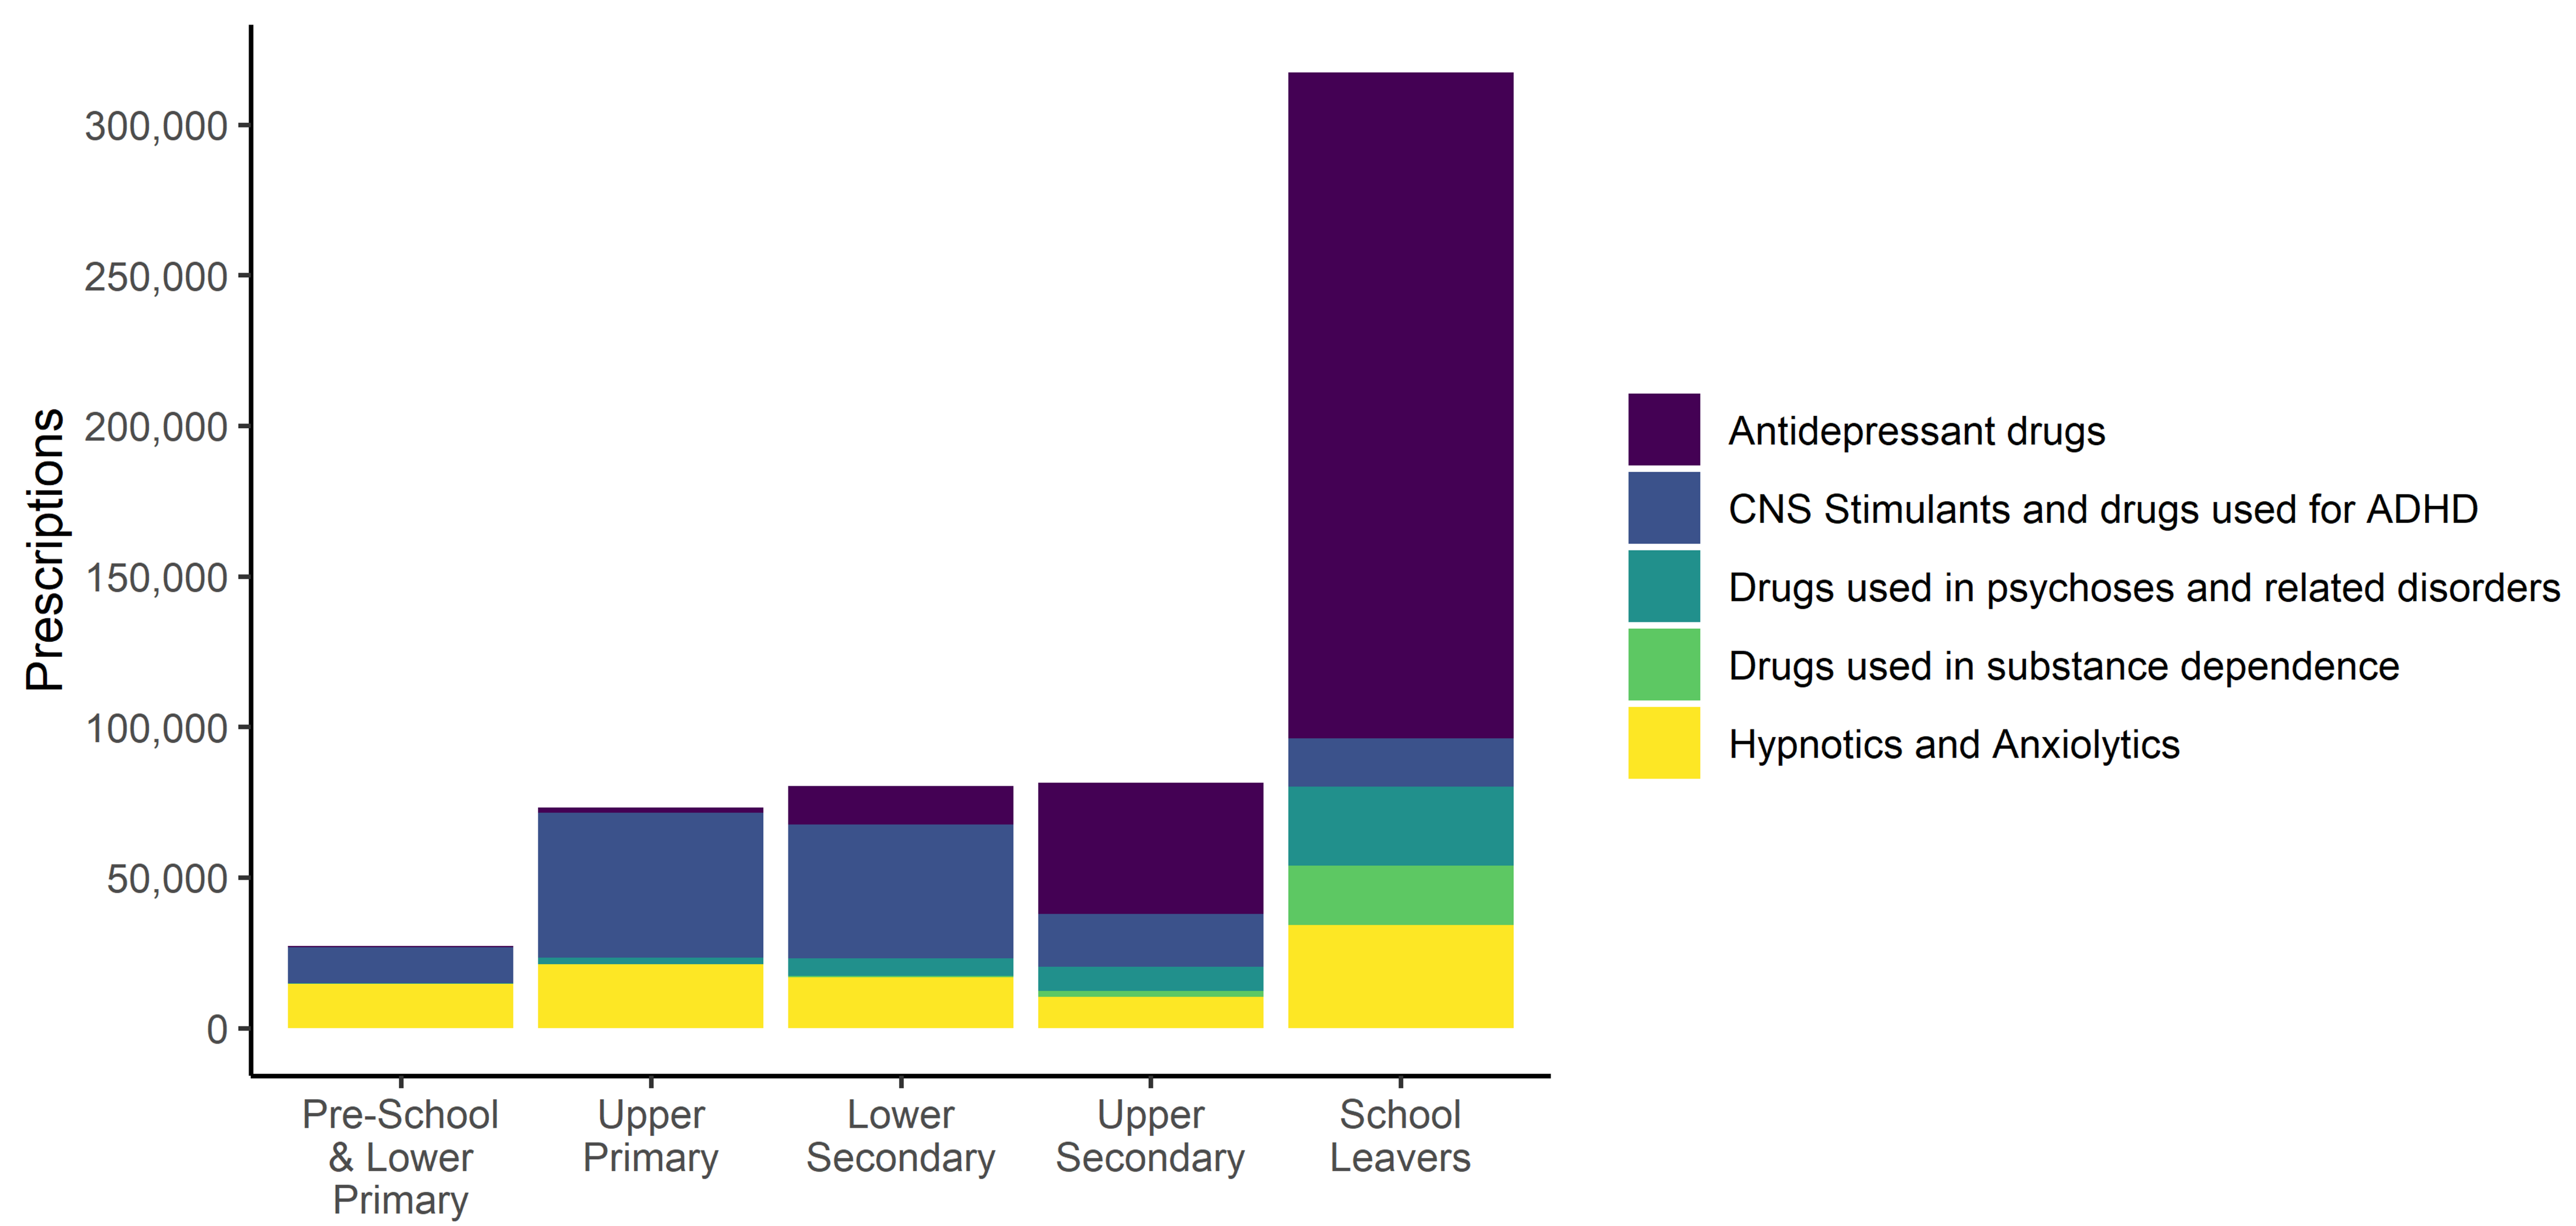 Prescriptions
300,000
250,000
200,000
150,000
100,000
50,000
0
Pre-School
& Lower
Primary
Upper
Primary
Lower
Secondary
Upper
Secondary
School
Leavers
Antidepressant drugs
CNS Stimulants and drugs used for ADHD
Drugs used in psychoses and related disorders
Drugs used in substance dependence
Hypnotics and Anxiolytics